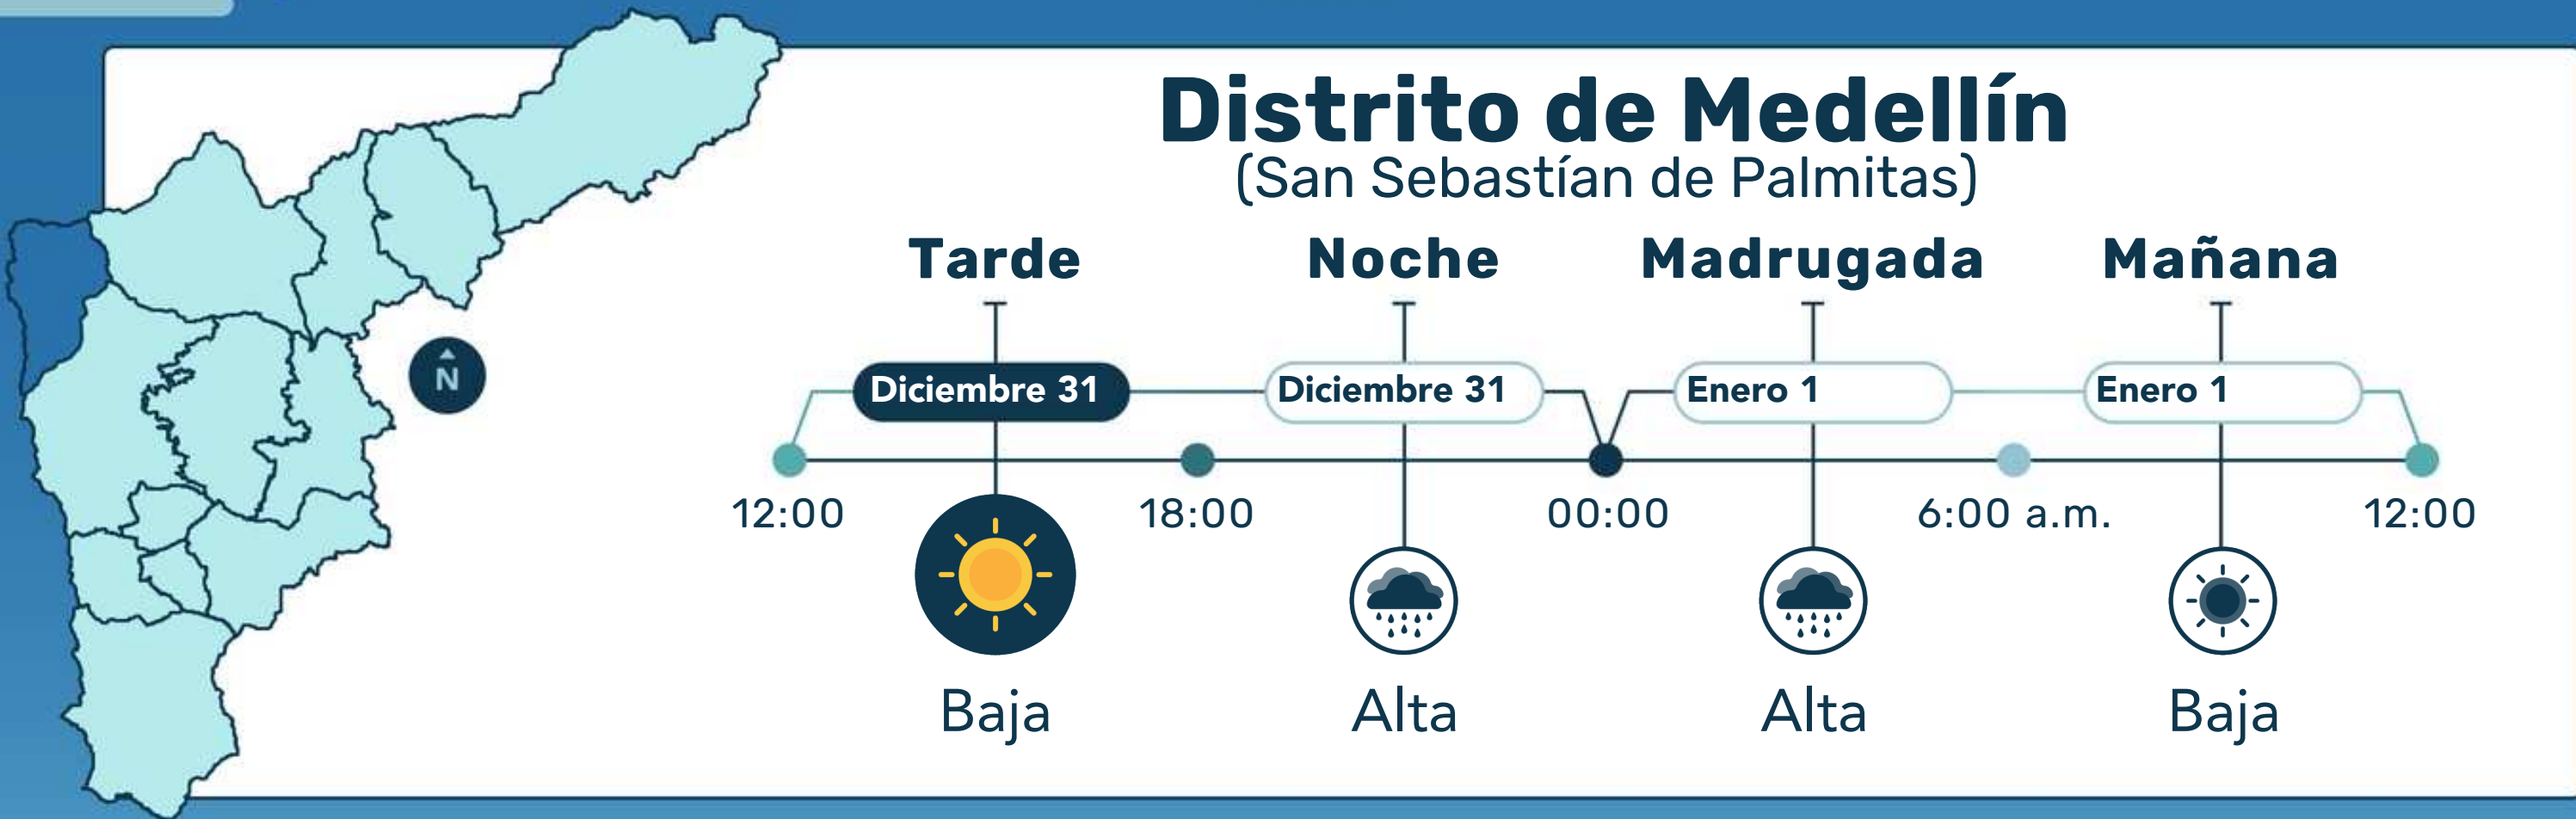 Distrito de Medellín
(San Sebastían de Palmitas)
Tarde Noche Madrugada Mañana
Diciembre 31 Diciembre 31 Enero 1 Enero 1
N
12:00 18:00 00:00 6:00 a.m. 12:00
Baja Alta Alta Baja